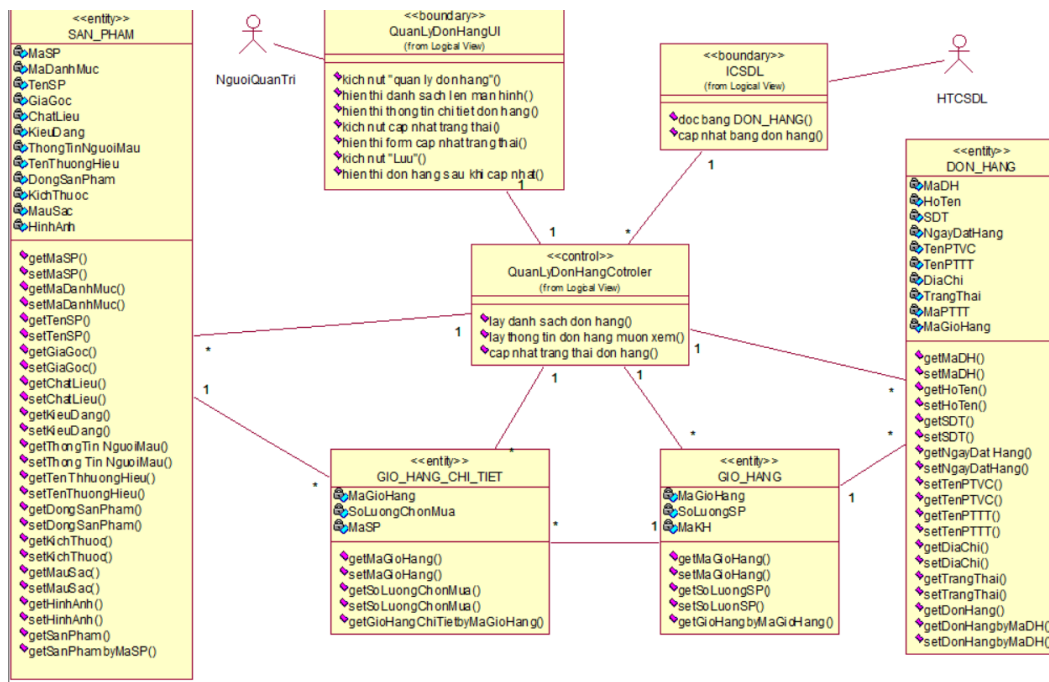 <<entity>>
SAN_PHAM
MaSP
MaDanhMuc
TenSP
GiaGoc
ChatLieu
KieuDang
ThongTinNguoiMau
TenThuongHieu
DongSanPham
KichThuoc
MauSac
HinhAnh
getMaSP()
setMaSP()
getMaDanhMuc()
setMaDanhMuc()
getTenSP()
setTenSP()
getGiaGoc()
setGiaGoc()
getChatLieu()
setChatLieu()
getKieuDang()
setKieuDang()
getThongTin NguoiMau()
setThong Tin NguoiMau()
getTenThhuongHieu()
setTenThuongHieu()
getDongSanPham()
setDongSanPham()
getKichThuoc()
setKichThuoc()
getMauSac()
setMauSac()
getHinhAnh()
setHinhAnh()
getSanPham()
getSanPhambyMaSP()
NguoiQuanTri
<<boundary>>
QuanLyDonHangUI
(from Logical View)
kich nut "quan ly don hang"()
hien thi danh sach len man hinh()
hien thi thong tin chi tiet don hang()
kich nut cap nhat trang thai()
hien thi form cap nhat trang thai()
kich nut "Luu"()
hien thi don hang sau khi cap nhat()
1
1
<<boundary>>
ICSDL
(from Logical View)
doc bang DON_HANG()
cap nhat bang don hang()
1
*
HTCSDL
<<control>>
QuanLyDonHangCotroler
(from Logical View)
lay danh sach don hang()
lay thong tin don hang muon xem()
cap nhat trang thai don hang()
1
*
1
*
1
*
1
*
1
*
<<entity>>
GIO_HANG_CHI_TIET
MaGioHang
SoLuongChonMua
MaSP
getMaGioHang()
setMaGioHang()
getSoLuongChonMua()
setSoLuongChonMua()
getGioHangChiTietbyMaGioHang()
*
1
<<entity>>
GIO_HANG
MaGioHang
SoLuongSP
MaKH
getMaGioHang()
setMaGioHang()
getSoLuongSP()
setSoLuonSP()
getGioHangbyMaGioHang()
1
*
<<entity>>
DON_HANG
MaDH
HoTen
SDT
NgayDatHang
TenPTVC
TenPTTT
DiaChi
TrangThai
MaPTTT
MaGioHang
getMaDH()
setMaDH()
getHoTen()
setHoTen()
getSDT()
setSDT()
getNgayDat Hang()
setNgayDatHang()
setTenPTVC()
getTenPTVC()
getTenPTTT()
setTenPTTT()
getDiaChi()
setDiaChi()
getTrangThai()
setTrangThai()
getDonHang()
getDonHangbyMaDH()
setDonHangbyMaDH()